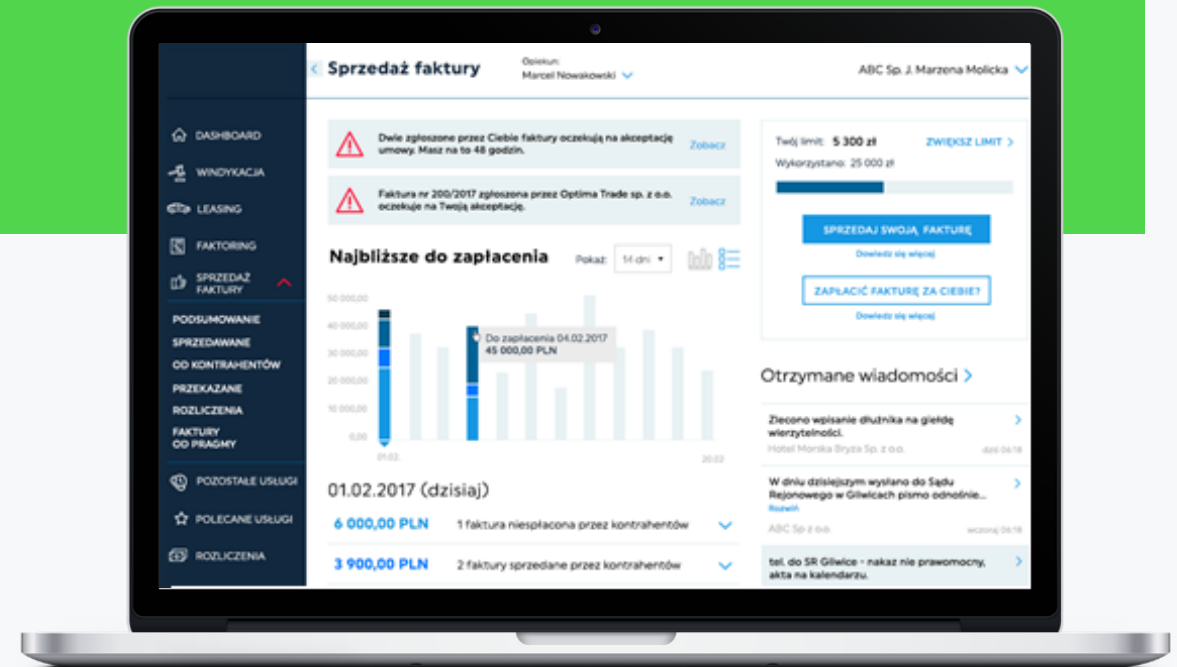 Sprzedaż faktury
Opiekun:
Marcel Nowakowski
ABC Sp. J. Marzena Molicka
DASHBOARD
WINDYKACJA
LEASING
FAKTORING
SPRZEDAŻ
FAKTURY
PODSUMOWANIE
SPRZEDAWANE
OD KONTRAHENTÓW
PRZEKAZANE
ROZLICZENIA
FAKTURY
OD PRAGMY
POZOSTAŁE USŁUGI
POLECANE USŁUGI
ROZLICZENIA
Dwie zgłoszone przez Ciebie faktury oczekują na akceptację
umowy. Masz na to 48 godzin.
Zobacz
Faktura nr 200/2017 zgłoszona przez Optima Trade sp. z o.o.
oczekuje na Twoją akceptację.
Zobacz
Najbliższe do zapłacenia
Pokaż:
14 dni
50 000,00
40 000,00
30 000,00
20 000,00
10 000,00
0,00
Do zapłacenia 04.02.2017
45 000,00 PLN
01.02.
20.02
01.02.2017 (dzisiaj)
6 000,00 PLN
1 faktura niespłacona przez kontrahentów
3 900,00 PLN
2 faktury sprzedane przez kontrahentów
Twój limit: 5 300 zł
ZWIĘKSZ LIMIT
Wykorzystano: 25 000 zł
SPRZEDAJ SWOJĄ FAKTURĘ
Dowiedz się więcej
ZAPŁACIĆ FAKTURĘ ZA CIEBIE?
Dowiedz się więcej
Otrzymane wiadomości
Zlecono wpisanie dłużnika na giełdę
wierzytelności.
Hotel Morska Bryza Sp. z o.o.
dziś 06:18
W dniu dzisiejszym wysłano do Sądu
Rejonowego w Gliwicach pismo odnośnie...
Rozwiń
ABC Sp z o.o.
wczoraj 06:18
tel. do SR Gliwice - nakaz nie prawomocny,
akta na kalendarzu.